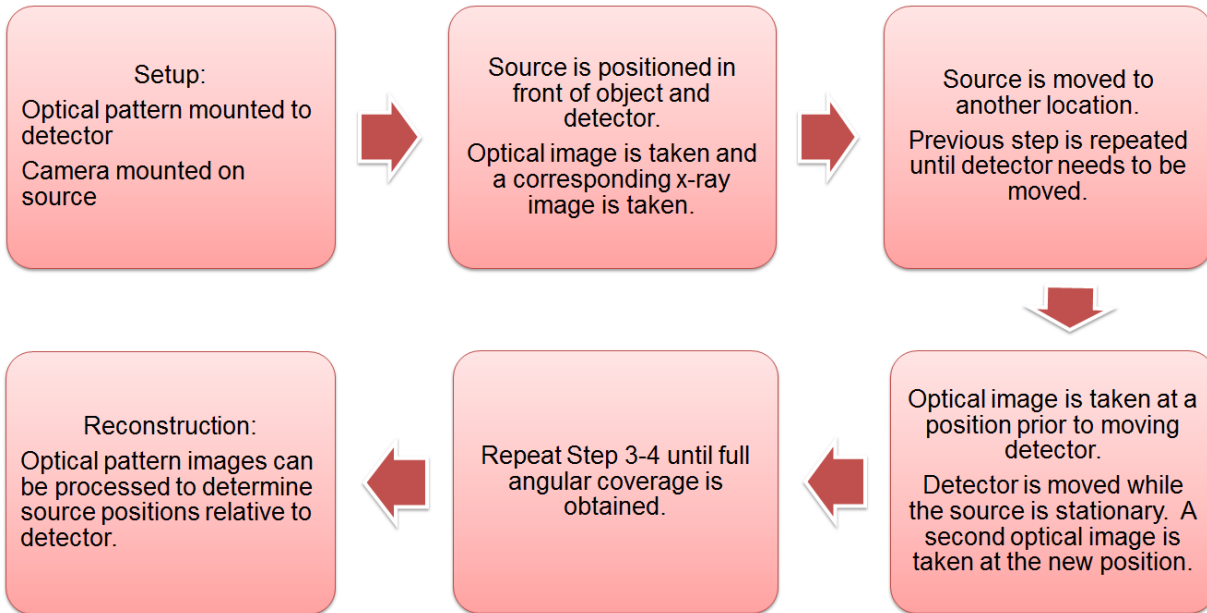 Setup:
Optical pattern mounted to
detector
Camera mounted on
source
Source is positioned in
front of object and
detector.
Optical image is taken and
a corresponding x-ray
image is taken.
Source is moved to
another location.
Previous step is repeated
until detector needs to be
moved.
Optical image is taken at a
position prior to moving
detector.
Detector is moved while
the source is stationary.  A
second optical image is
taken at the new position.
Repeat Step 3-4 until full
angular coverage is
obtained.
Reconstruction:
Optical pattern images can
be processed to determine
source positions relative to
detector.